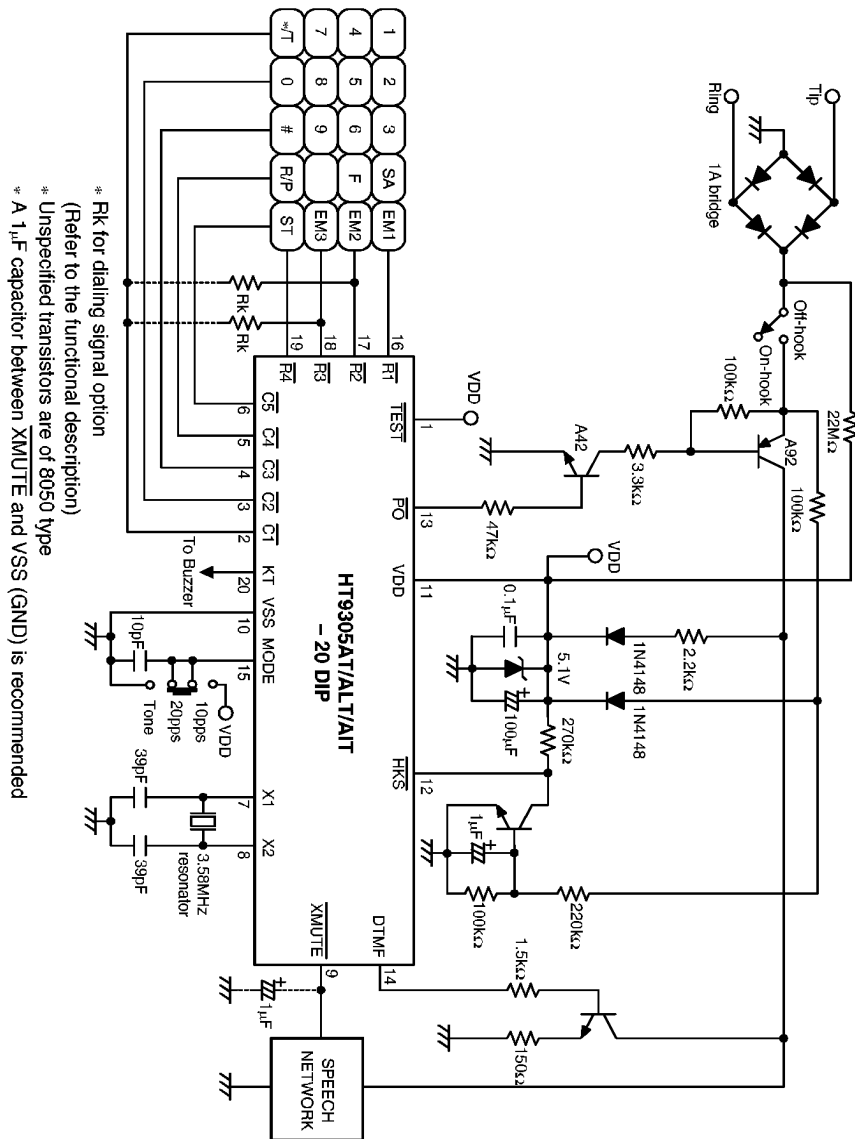 Tip
Ring
1A bridge
Off-hook
On-hook
22MΩ
100kΩ
A92
100kΩ
3.3kΩ
A42
47kΩ
VDD
VDD
0.1μF
5.1V
100μF
1N4148
2.2kΩ
1N4148
270kΩ
1μF
100kΩ
220kΩ
1.5kΩ
150Ω
1 2 3 SA EM1
4 5 6 F EM2
7 8 9 EM3
*/T 0 # R/P ST
Rk
Rk
16
17
18
19
R1
R2
R3
R4
1
TEST
13
PO
11
VDD
12
HKS
14
DTMF
9
XMUTE
1μF
SPEECH
NETWORK
HT9305AT/ALT/AIT
– 20 DIP
C5
C4
C3
C2
C1
KT
VSS
MODE
X1
X2
6
5
4
3
2
20
10
15
7
8
To Buzzer
10pF
VDD
10pps
20pps
Tone
39pF
39pF
3.58MHz
resonator
* Rk for dialing signal option
(Refer to the functional description)
* Unspecified transistors are of 8050 type
* A 1μF capacitor between XMUTE and VSS (GND) is recommended